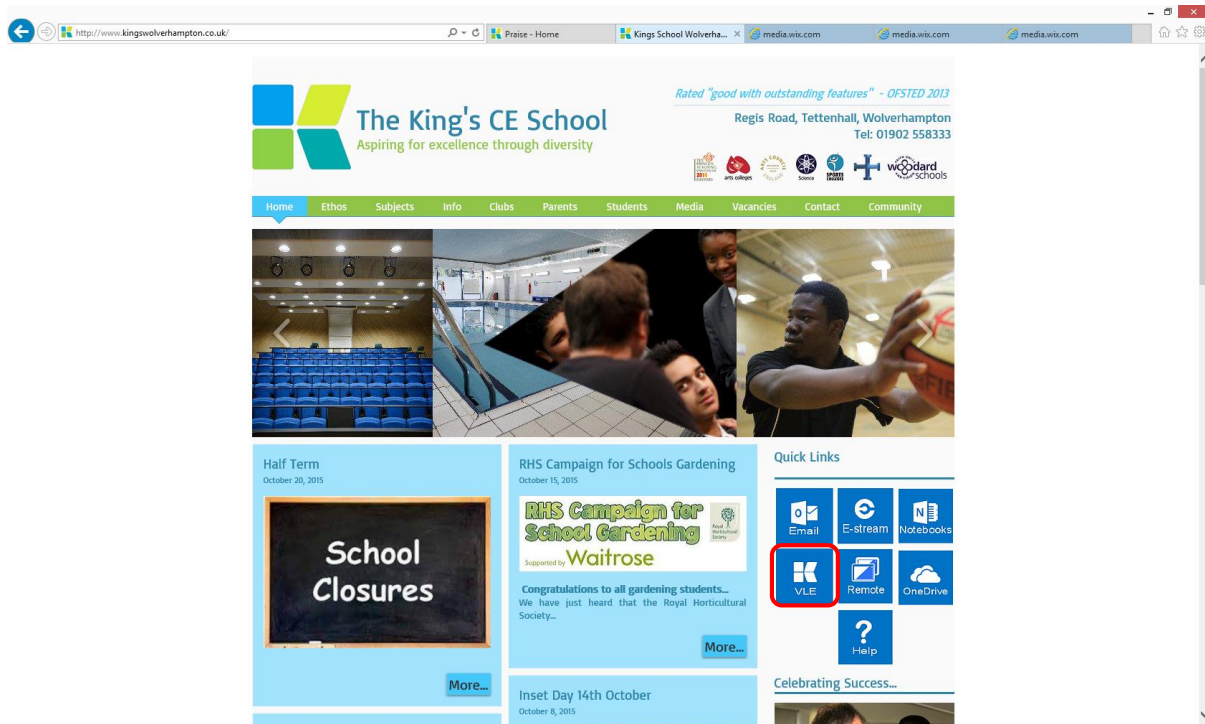 http://www.kingswolverhampton.co.uk/
Praise - Home
Kings School Wolverha...
media.wix.com
media.wix.com
media.wix.com
Rated "good with outstanding features" - OFSTED 2013
The King's CE School
Aspiring for excellence through diversity
Regis Road, Tettenhall, Wolverhampton
Tel: 01902 558333
arts colleges
Science
woodard
schools
Home Ethos Subjects Info Clubs Parents Students Media Vacancies Contact Community
Half Term
October 20, 2015
School
Closures
More...
RHS Campaign for Schools Gardening
October 15, 2015
RHS Campaign for
School Gardening
Royal
Horticultural
Society
Supported by Waitrose
Congratulations to all gardening students...
We have just heard that the Royal Horticultural
Society...
More...
Inset Day 14th October
October 8, 2015
Quick Links
Email
E-stream
Notebooks
VLE
Remote
OneDrive
Help
Celebrating Success...